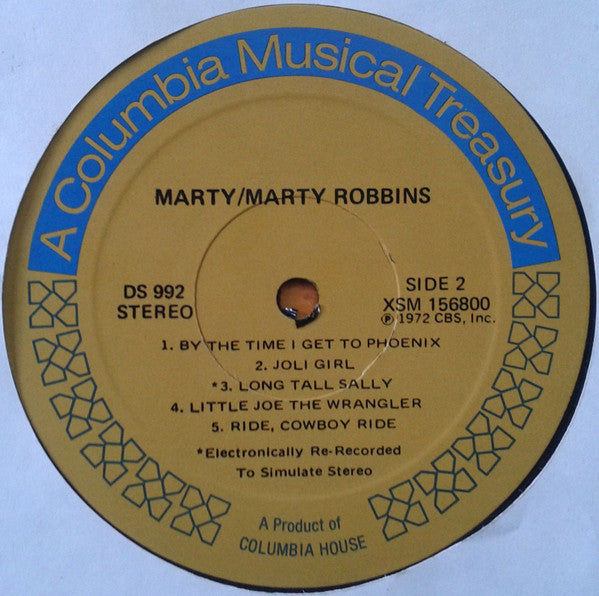 A Columbia Musical Treasury
MARTY/MARTY ROBBINS
DS 992
STEREO
SIDE 2
XSM 156800
℗ 1972 CBS, Inc.
1. BY THE TIME I GET TO PHOENIX
2. JOLI GIRL
*3. LONG TALL SALLY
4. LITTLE JOE THE WRANGLER
5. RIDE, COWBOY RIDE
*Electronically Re-Recorded
To Simulate Stereo
A Product of
COLUMBIA HOUSE